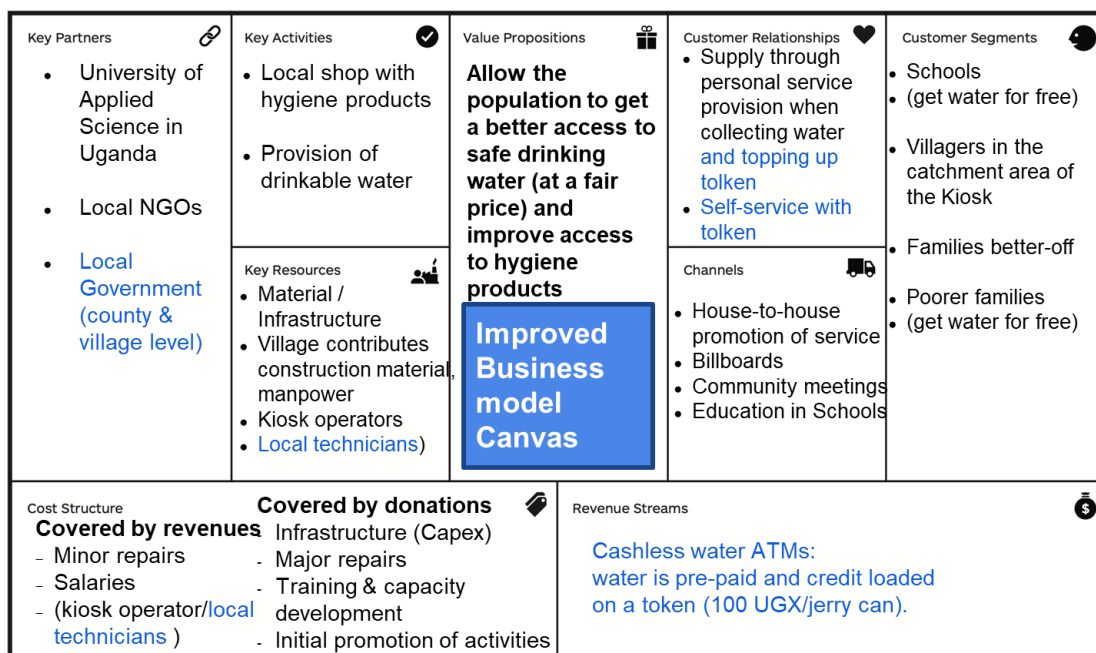 Key Partners
University of
Applied
Science in
Uganda
Local NGOs
Local
Government
(county &
village level)
Key Activities
Local shop with
hygiene products
Provision of
drinkable water
Key Resources
Material /
Infrastructure
Village contributes
construction material,
manpower
Kiosk operators
Local technicians)
Value Propositions
Allow the
population to get
a better access to
safe drinking
water (at a fair
price) and
improve access
to hygiene
products
Improved
Business
model
Canvas
Customer Relationships
Supply through
personal service
provision when
collecting water
and topping up
tolken
Self-service with
tolken
Channels
House-to-house
promotion of service
Billboards
Community meetings
Education in Schools
Customer Segments
Schools
(get water for free)
Villagers in the
catchment area of
the Kiosk
Families better-off
Poorer families
(get water for free)
Cost Structure
Covered by revenues
- Minor repairs
- Salaries
- (kiosk operator/local
technicians )
Covered by donations
- Infrastructure (Capex)
- Major repairs
- Training & capacity
development
- Initial promotion of activities
Revenue Streams
Cashless water ATMs:
water is pre-paid and credit loaded
on a token (100 UGX/jerry can).